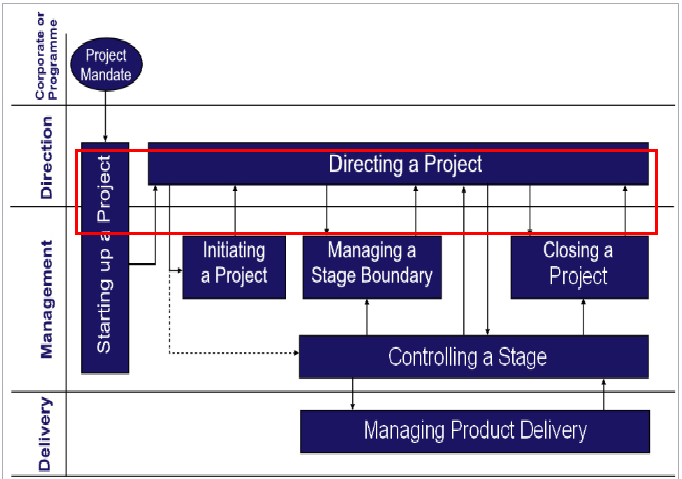 Corporate or
Programme
Project
Mandate
Direction
Starting up a Project
Directing a Project
Management
Initiating
a Project
Managing a
Stage Boundary
Closing a
Project
Controlling a Stage
Delivery
Managing Product Delivery